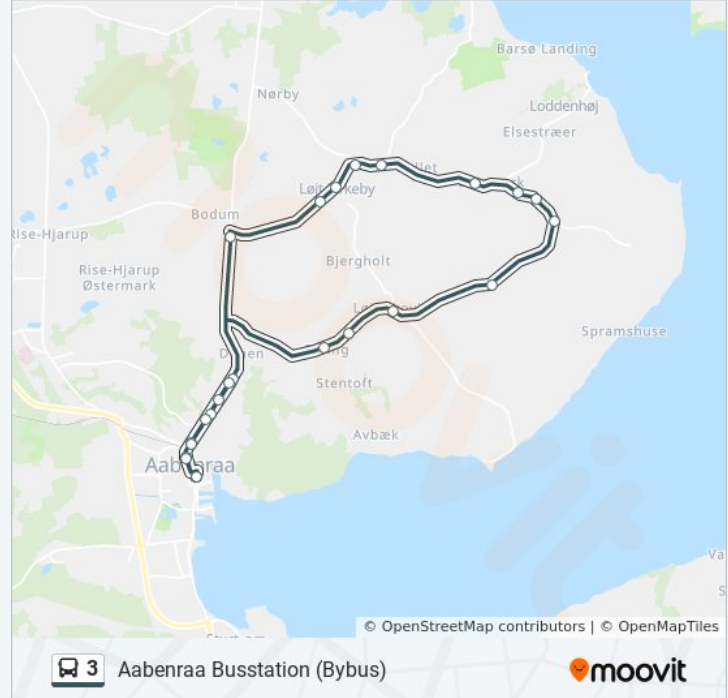 Barsø Landing
Nørby
Loddenhøj
Elsestræer
Bodum
Rise-Hjarup
Bjergholt
Rise-Hjarup
Østermark
Spramshuse
Stentoft
Avbæk
Aabenraa
© OpenStreetMap contributors | © OpenMapTiles
3 Aabenraa Busstation (Bybus)
moovit